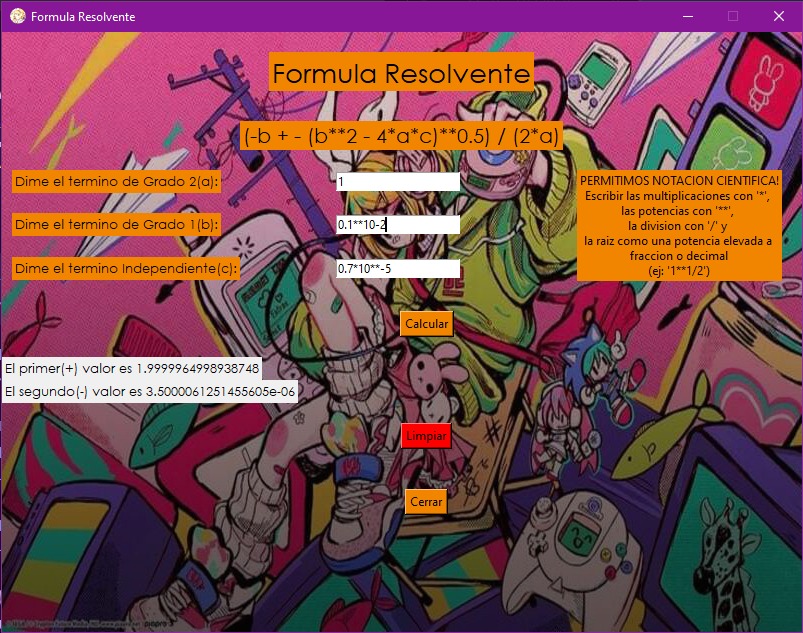 Formula Resolvente
Formula Resolvente
(-b + - (b**2 - 4*a*c)**0.5) / (2*a)
Dime el termino de Grado 2(a):
1
Dime el termino de Grado 1(b):
0.1**10-2
Dime el termino Independiente(c):
0.7*10**-5
PERMITIMOS NOTACION CIENTIFICA!
Escribir las multiplicaciones con '*',
las potencias con '**',
la division con '/' y
la raiz como una potencia elevada a
fraccion o decimal
(ej: '1**1/2')
Calcular
El primer(+) valor es 1.9999964998938748
El segundo(-) valor es 3.5000061251455605e-06
Limpiar
Cerrar